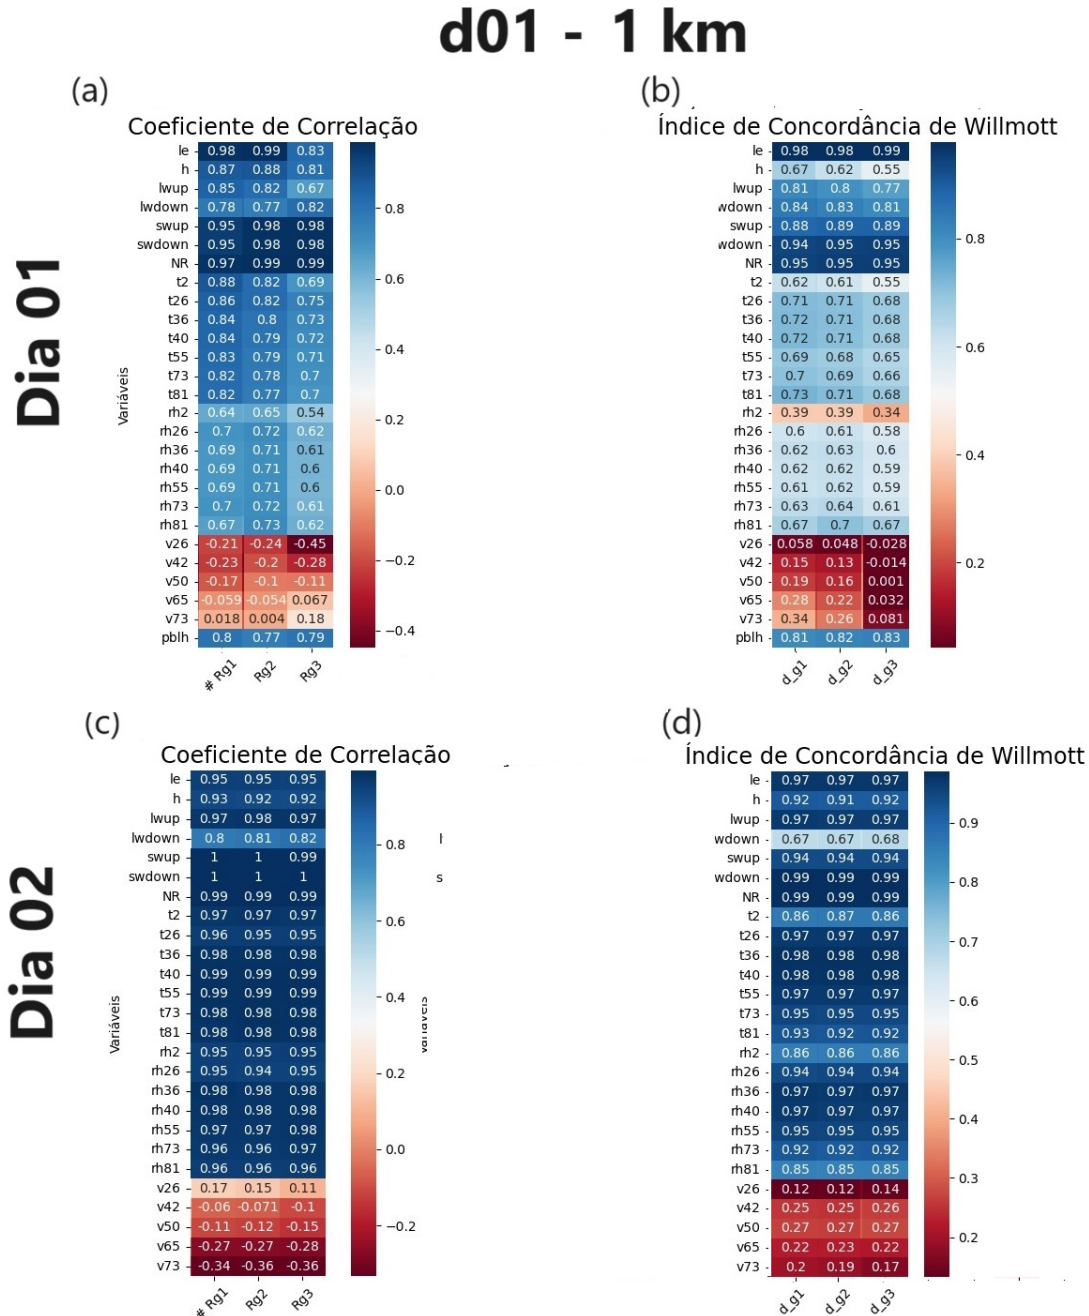 d01 - 1 km
(a)
(b)
Dia 01
Coeficiente de Correlação
Variáveis
le 0.98 0.99 0.83
h 0.87 0.88 0.81
lwup 0.85 0.82 0.67
lwdown 0.78 0.77 0.82
swup 0.95 0.98 0.98
swdown 0.95 0.98 0.98
NR 0.97 0.99 0.99
t2 0.88 0.82 0.69
t26 0.86 0.82 0.75
t36 0.84 0.8 0.73
t40 0.84 0.79 0.72
t55 0.83 0.79 0.71
t73 0.82 0.78 0.7
t81 0.82 0.77 0.7
rh2 0.64 0.65 0.54
rh26 0.7 0.72 0.62
rh36 0.69 0.71 0.61
rh40 0.69 0.71 0.6
rh55 0.69 0.71 0.6
rh73 0.7 0.72 0.61
rh81 0.67 0.73 0.62
v26 -0.21 -0.24 -0.45
v42 -0.23 -0.2 -0.28
v50 -0.17 -0.1 -0.11
v65 -0.059 -0.054 0.067
v73 0.018 0.004 0.18
pblh 0.8 0.77 0.79
# Rg1 Rg2 Rg3
0.8
0.6
0.4
0.2
0.0
−0.2
−0.4
Índice de Concordância de Willmott
le 0.98 0.98 0.99
h 0.67 0.62 0.55
lwup 0.81 0.8 0.77
wdown 0.84 0.83 0.81
swup 0.88 0.89 0.89
wdown 0.94 0.95 0.95
NR 0.95 0.95 0.95
t2 0.62 0.61 0.55
t26 0.71 0.71 0.68
t36 0.72 0.71 0.68
t40 0.72 0.71 0.68
t55 0.69 0.68 0.65
t73 0.7 0.69 0.66
t81 0.73 0.71 0.68
rh2 0.39 0.39 0.34
rh26 0.6 0.61 0.58
rh36 0.62 0.63 0.6
rh40 0.62 0.62 0.59
rh55 0.61 0.62 0.59
rh73 0.63 0.64 0.61
rh81 0.67 0.7 0.67
v26 0.058 0.048 -0.028
v42 0.15 0.13 -0.014
v50 0.19 0.16 0.001
v65 0.28 0.22 0.032
v73 0.34 0.26 0.081
pblh 0.81 0.82 0.83
d_g1 d_g2 d_g3
0.8
0.6
0.4
0.2
(c)
(d)
Dia 02
Coeficiente de Correlação
Variáveis
le 0.95 0.95 0.95
h 0.93 0.92 0.92
lwup 0.97 0.98 0.97
lwdown 0.8 0.81 0.82
swup 1 1 0.99
swdown 1 1 1
NR 0.99 0.99 0.99
t2 0.97 0.97 0.97
t26 0.96 0.95 0.95
t36 0.98 0.98 0.98
t40 0.99 0.99 0.99
t55 0.99 0.99 0.99
t73 0.98 0.98 0.98
t81 0.98 0.98 0.98
rh2 0.95 0.95 0.95
rh26 0.95 0.94 0.95
rh36 0.98 0.98 0.98
rh40 0.98 0.98 0.98
rh55 0.97 0.97 0.98
rh73 0.96 0.96 0.97
rh81 0.96 0.96 0.96
v26 0.17 0.15 0.11
v42 -0.06 -0.071 -0.1
v50 -0.11 -0.12 -0.15
v65 -0.27 -0.27 -0.28
v73 -0.34 -0.36 -0.36
# Rg1 Rg2 Rg3
0.8
0.6
0.4
0.2
0.0
−0.2
s
Índice de Concordância de Willmott
le 0.97 0.97 0.97
h 0.92 0.91 0.92
lwup 0.97 0.97 0.97
wdown 0.67 0.67 0.68
swup 0.94 0.94 0.94
wdown 0.99 0.99 0.99
NR 0.99 0.99 0.99
t2 0.86 0.87 0.86
t26 0.97 0.97 0.97
t36 0.98 0.98 0.98
t40 0.98 0.98 0.98
t55 0.97 0.97 0.97
t73 0.95 0.95 0.95
t81 0.93 0.92 0.92
rh2 0.86 0.86 0.86
rh26 0.94 0.94 0.94
rh36 0.97 0.97 0.97
rh40 0.97 0.97 0.97
rh55 0.95 0.95 0.95
rh73 0.92 0.92 0.92
rh81 0.85 0.85 0.85
v26 0.12 0.12 0.14
v42 0.25 0.25 0.26
v50 0.27 0.27 0.27
v65 0.22 0.23 0.22
v73 0.2 0.19 0.17
d_g1 d_g2 d_g3
0.9
0.8
0.7
0.6
0.5
0.4
0.3
0.2